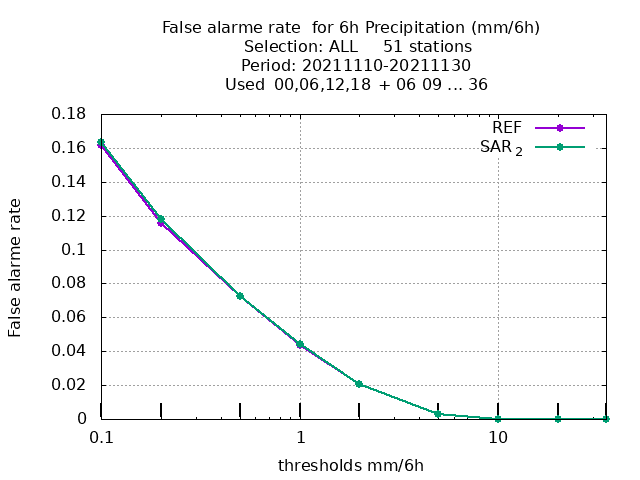 False alarme rate  for 6h Precipitation (mm/6h)
Selection: ALL     51 stations
Period: 20211110-20211130
Used  00,06,12,18 + 06 09 ... 36
REF
SAR 2
0.18
0.16
0.14
0.12
0.1
0.08
0.06
0.04
0.02
0
False alarme rate
0.1
1
10
thresholds mm/6h